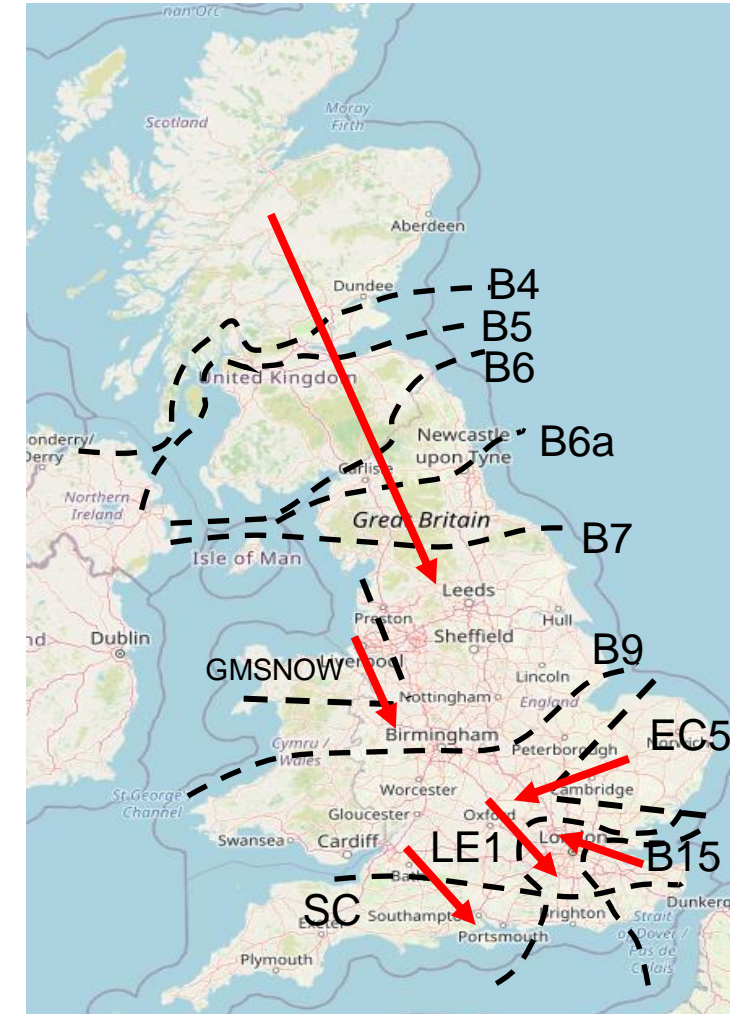 nan Orc
Moray
Firth
Scotland
Aberdeen
Dundee
B4
B5
United Kingdom
B6
onderry/
Derry
Newcastle
upon Tyne
B6a
Carlisle
Northern
Ireland
Great Britain
B7
Isle of Man
Leeds
Preston
Hull
nd
Dublin
Sheffield
Liverpool
B9
GMSNOW
Lincoln
Nottingham
England
Birmingham
EC5
Norwich
Cymru /
Wales
Peterborough
St George's
Channel
Worcester
Cambridge
Gloucester
Oxford
Swansea
Cardiff
LE1
London
B15
Bath
SC
Southampton
Exeter
Brighton
Dunkerq
Portsmouth
Strait
of Dover /
Pas de
Calais
Plymouth